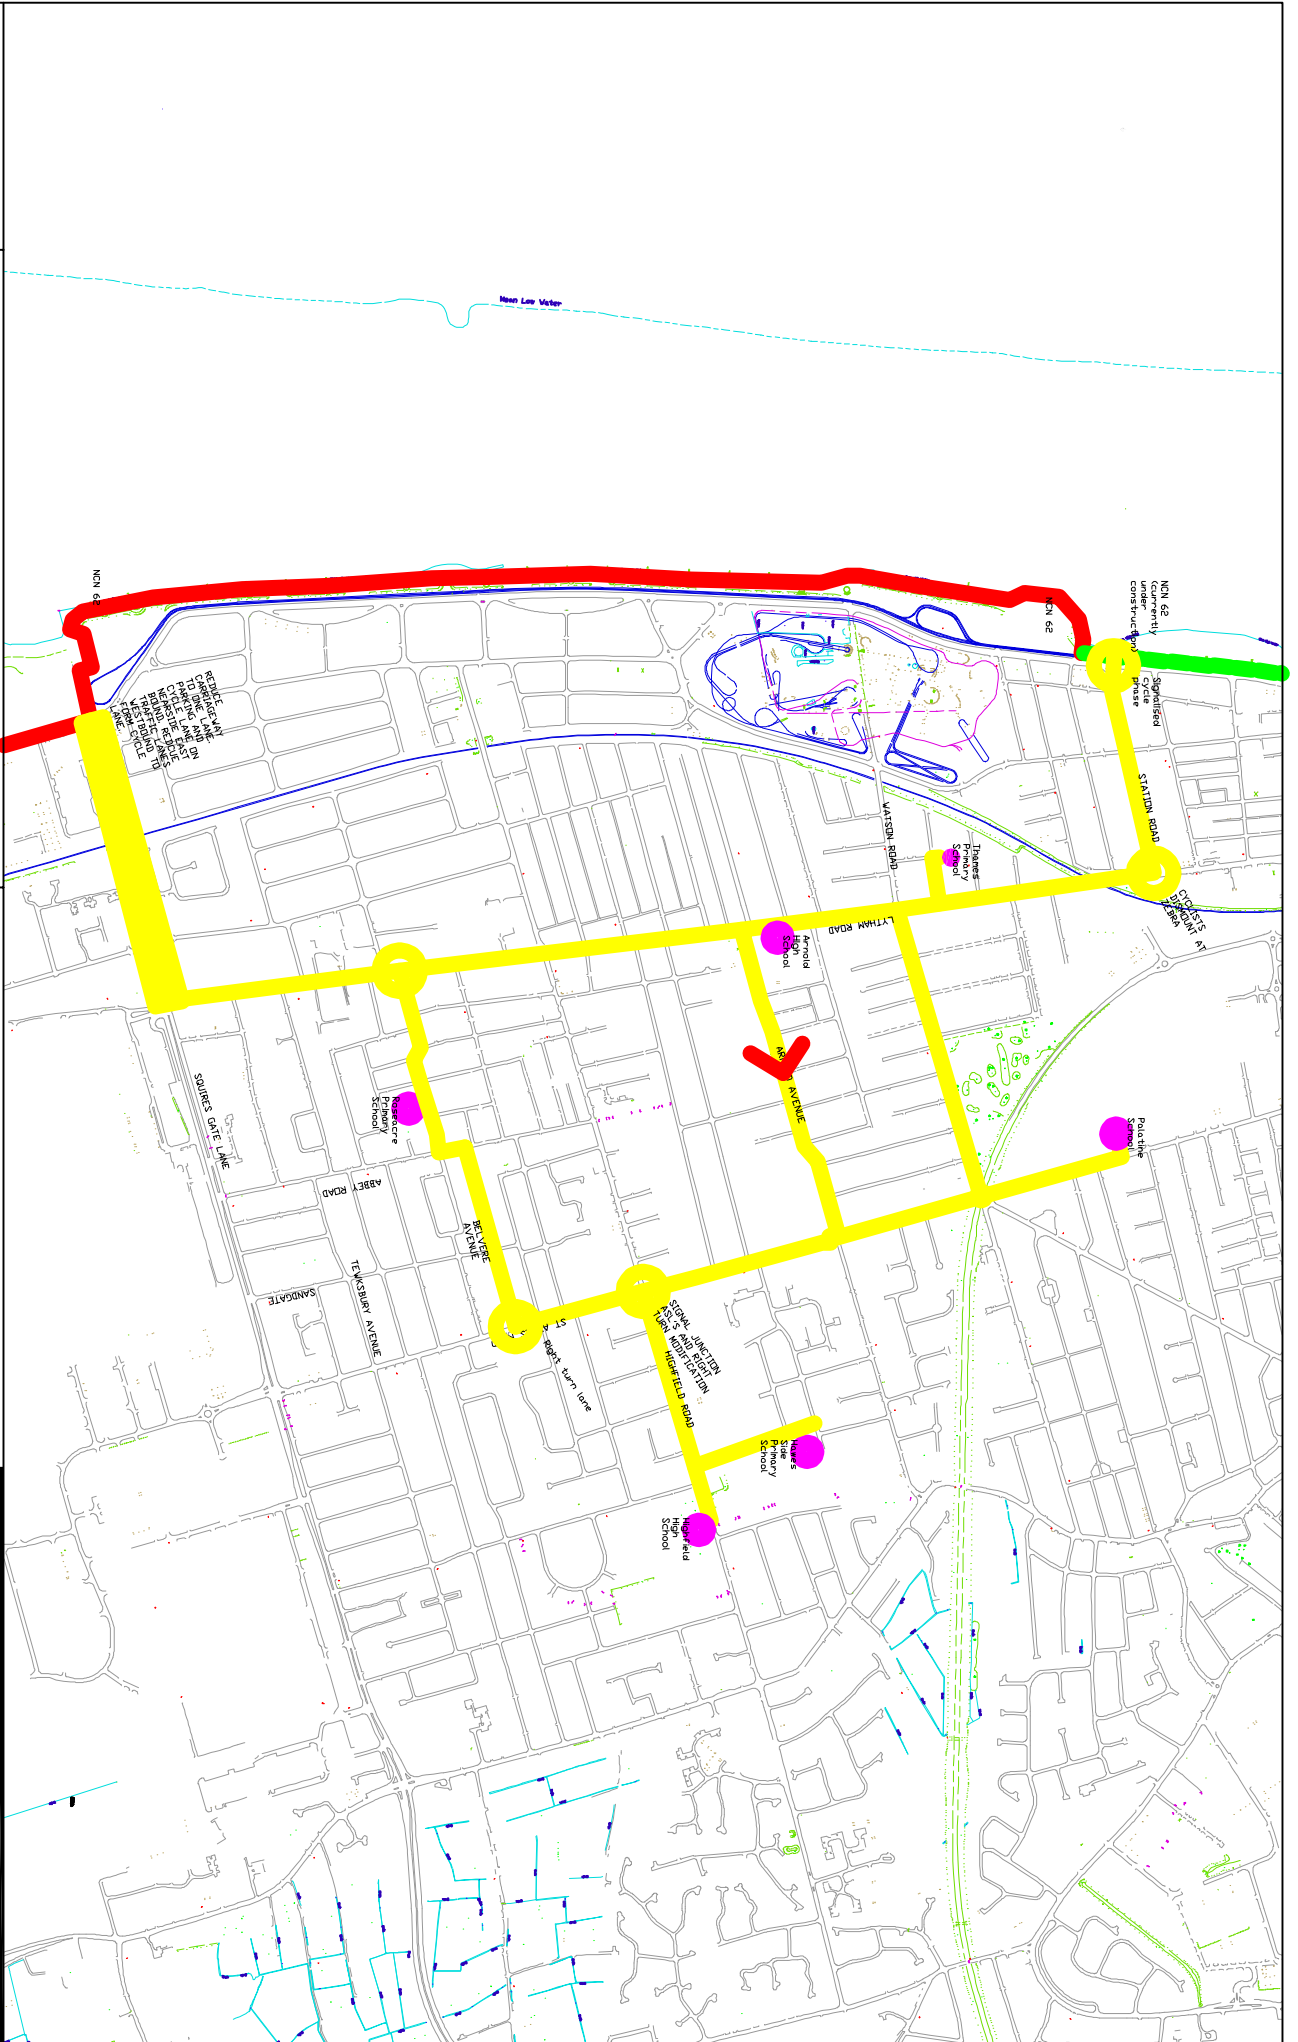 Mean Low Water
NCN 62
(currently
under
construction)
Signalised
cycle
phase
NCN 62
NCN 62
STATION ROAD
CYCLISTS
DISMOUNT AT
ZEBRA
WATSON ROAD
Thames
Primary
School
LYTHAM ROAD
Arnold
High
School
REDUCE
CARRIAGEWAY
TO ONE LANE,
PARKING AND
CYCLE LANE ON
NEARSIDE EAST
BOUND. REDUCE
TRAFFIC LANES
WESTBOUND TO
FORM CYCLE
LANE.
AVENUE
Palatine
School
Roseacre
Primary
School
SQUIRES GATE LANE
ABBEY ROAD
BELVERE
AVENUE
SANDGATE
TEWKSBURY AVENUE
ST
Right turn lane
SIGNAL JUNCTION
ASL'S AND RIGHT
TURN MODIFICATION
HIGHFIELD ROAD
Hawes
Side
Primary
School
Highfield
High
School